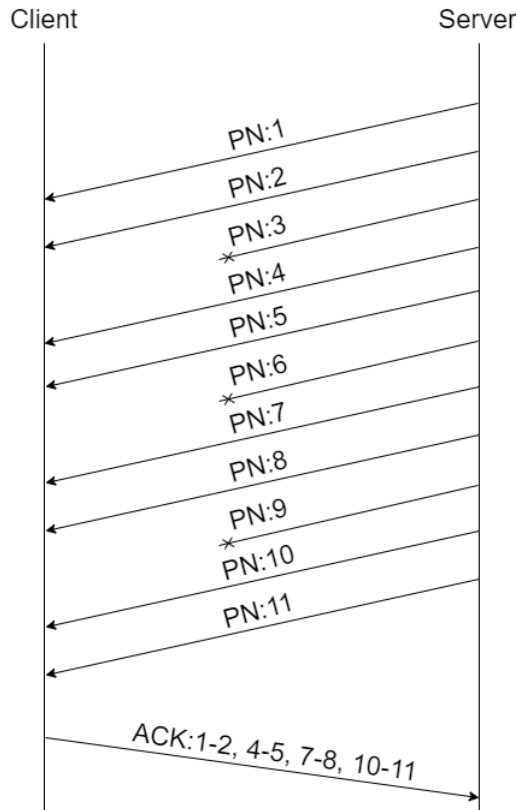 Client
Server
PN:1
PN:2
PN:3
PN:4
PN:5
PN:6
PN:7
PN:8
PN:9
PN:10
PN:11
ACK:1-2, 4-5, 7-8, 10-11